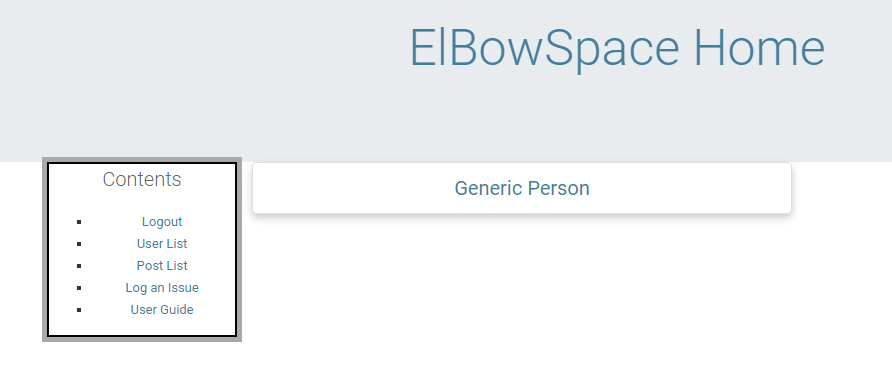 ElBowSpace Home
Contents
Logout
User List
Post List
Log an Issue
User Guide
Generic Person